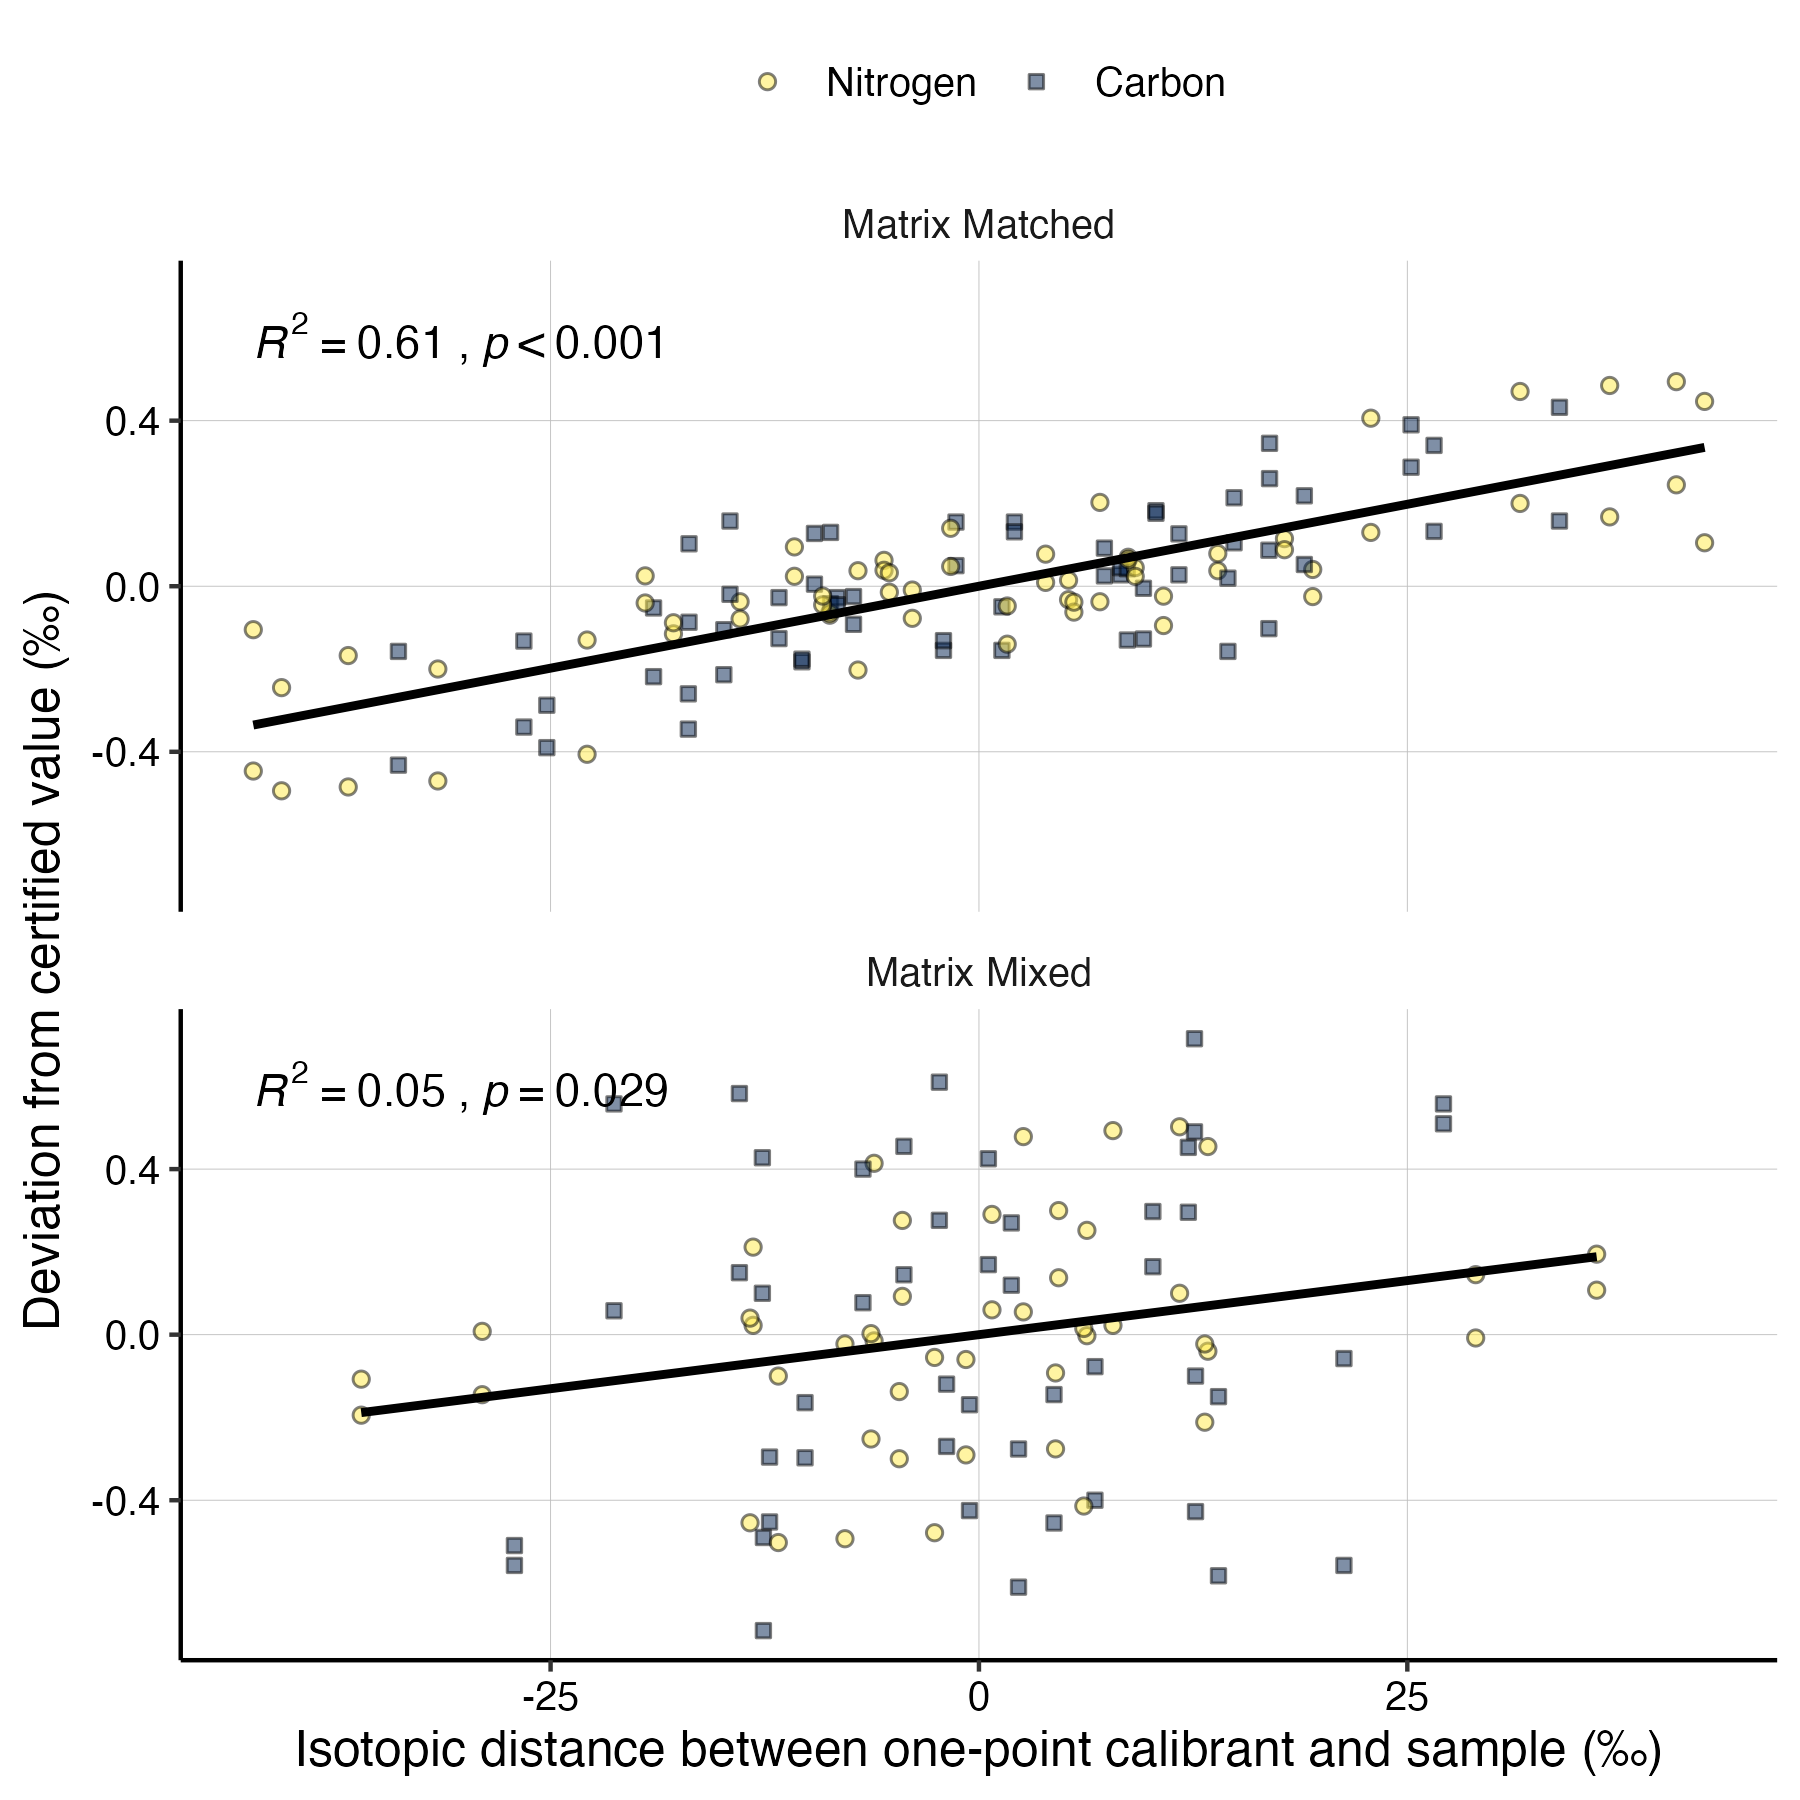 Nitrogen Carbon
Matrix Matched
R² = 0.61 , p < 0.001
0.4
0.0
-0.4
Matrix Mixed
R² = 0.05 , p = 0.029
0.4
0.0
-0.4
-25 0 25
Isotopic distance between one-point calibrant and sample (‰)
Deviation from certified value (‰)